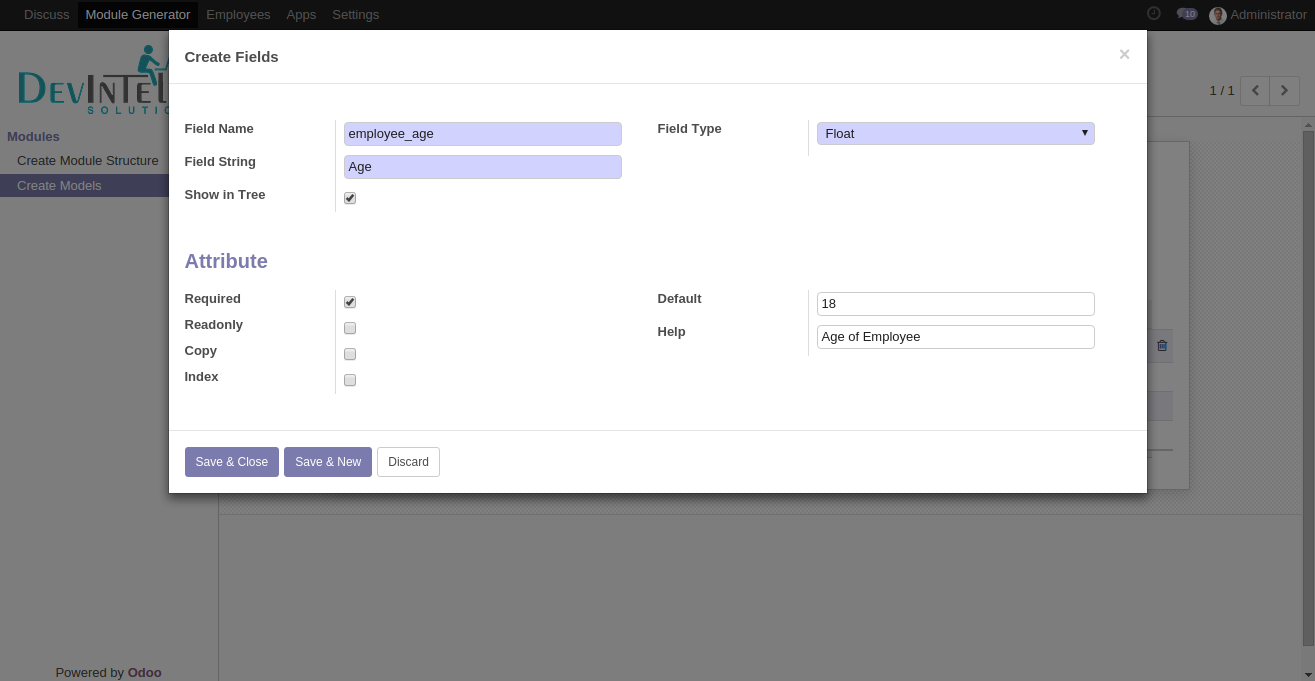 Discuss Module Generator Employees Apps Settings 10 Administrator
Create Fields ×
DEVINTEL
SOLUTIO
1 / 1
Modules
Create Module Structure
Create Models
Field Name employee_age Field Type Float
Field String Age
Show in Tree
Attribute
Required Default 18
Readonly Help Age of Employee
Copy
Index
Save & Close Save & New Discard
Powered by Odoo